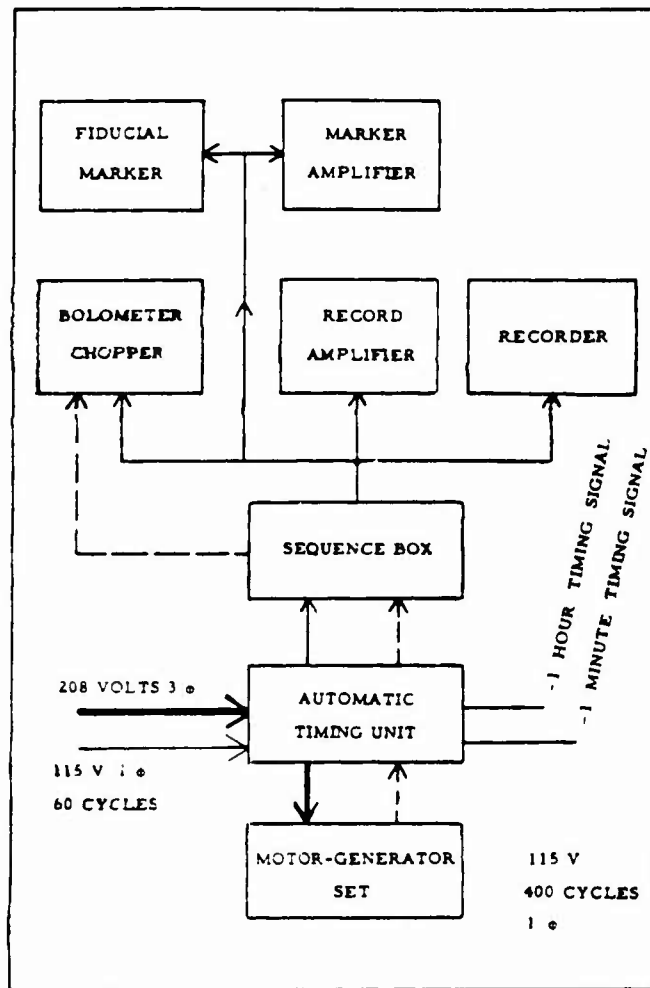 FIDUCIAL
MARKER
MARKER
AMPLIFIER
BOLOMETER
CHOPPER
RECORD
AMPLIFIER
RECORDER
-1 HOUR TIMING SIGNAL
-1 MINUTE TIMING SIGNAL
SEQUENCE BOX
208 VOLTS 3 φ
AUTOMATIC
TIMING UNIT
115 V 1 φ
60 CYCLES
MOTOR-GENERATOR
SET
115 V
400 CYCLES
1 φ